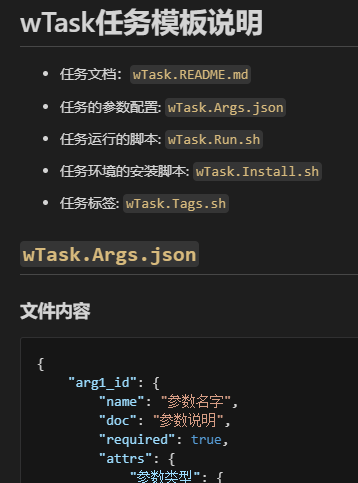 wTask任务模板说明
任务文档：wTask.README.md
任务的参数配置: wTask.Args.json
任务运行的脚本: wTask.Run.sh
任务环境的安装脚本: wTask.Install.sh
任务标签: wTask.Tags.sh
wTask.Args.json
文件内容
{
"arg1_id": {
"name": "参数名字",
"doc": "参数说明",
"required": true,
"attrs": {
"参数类型": {